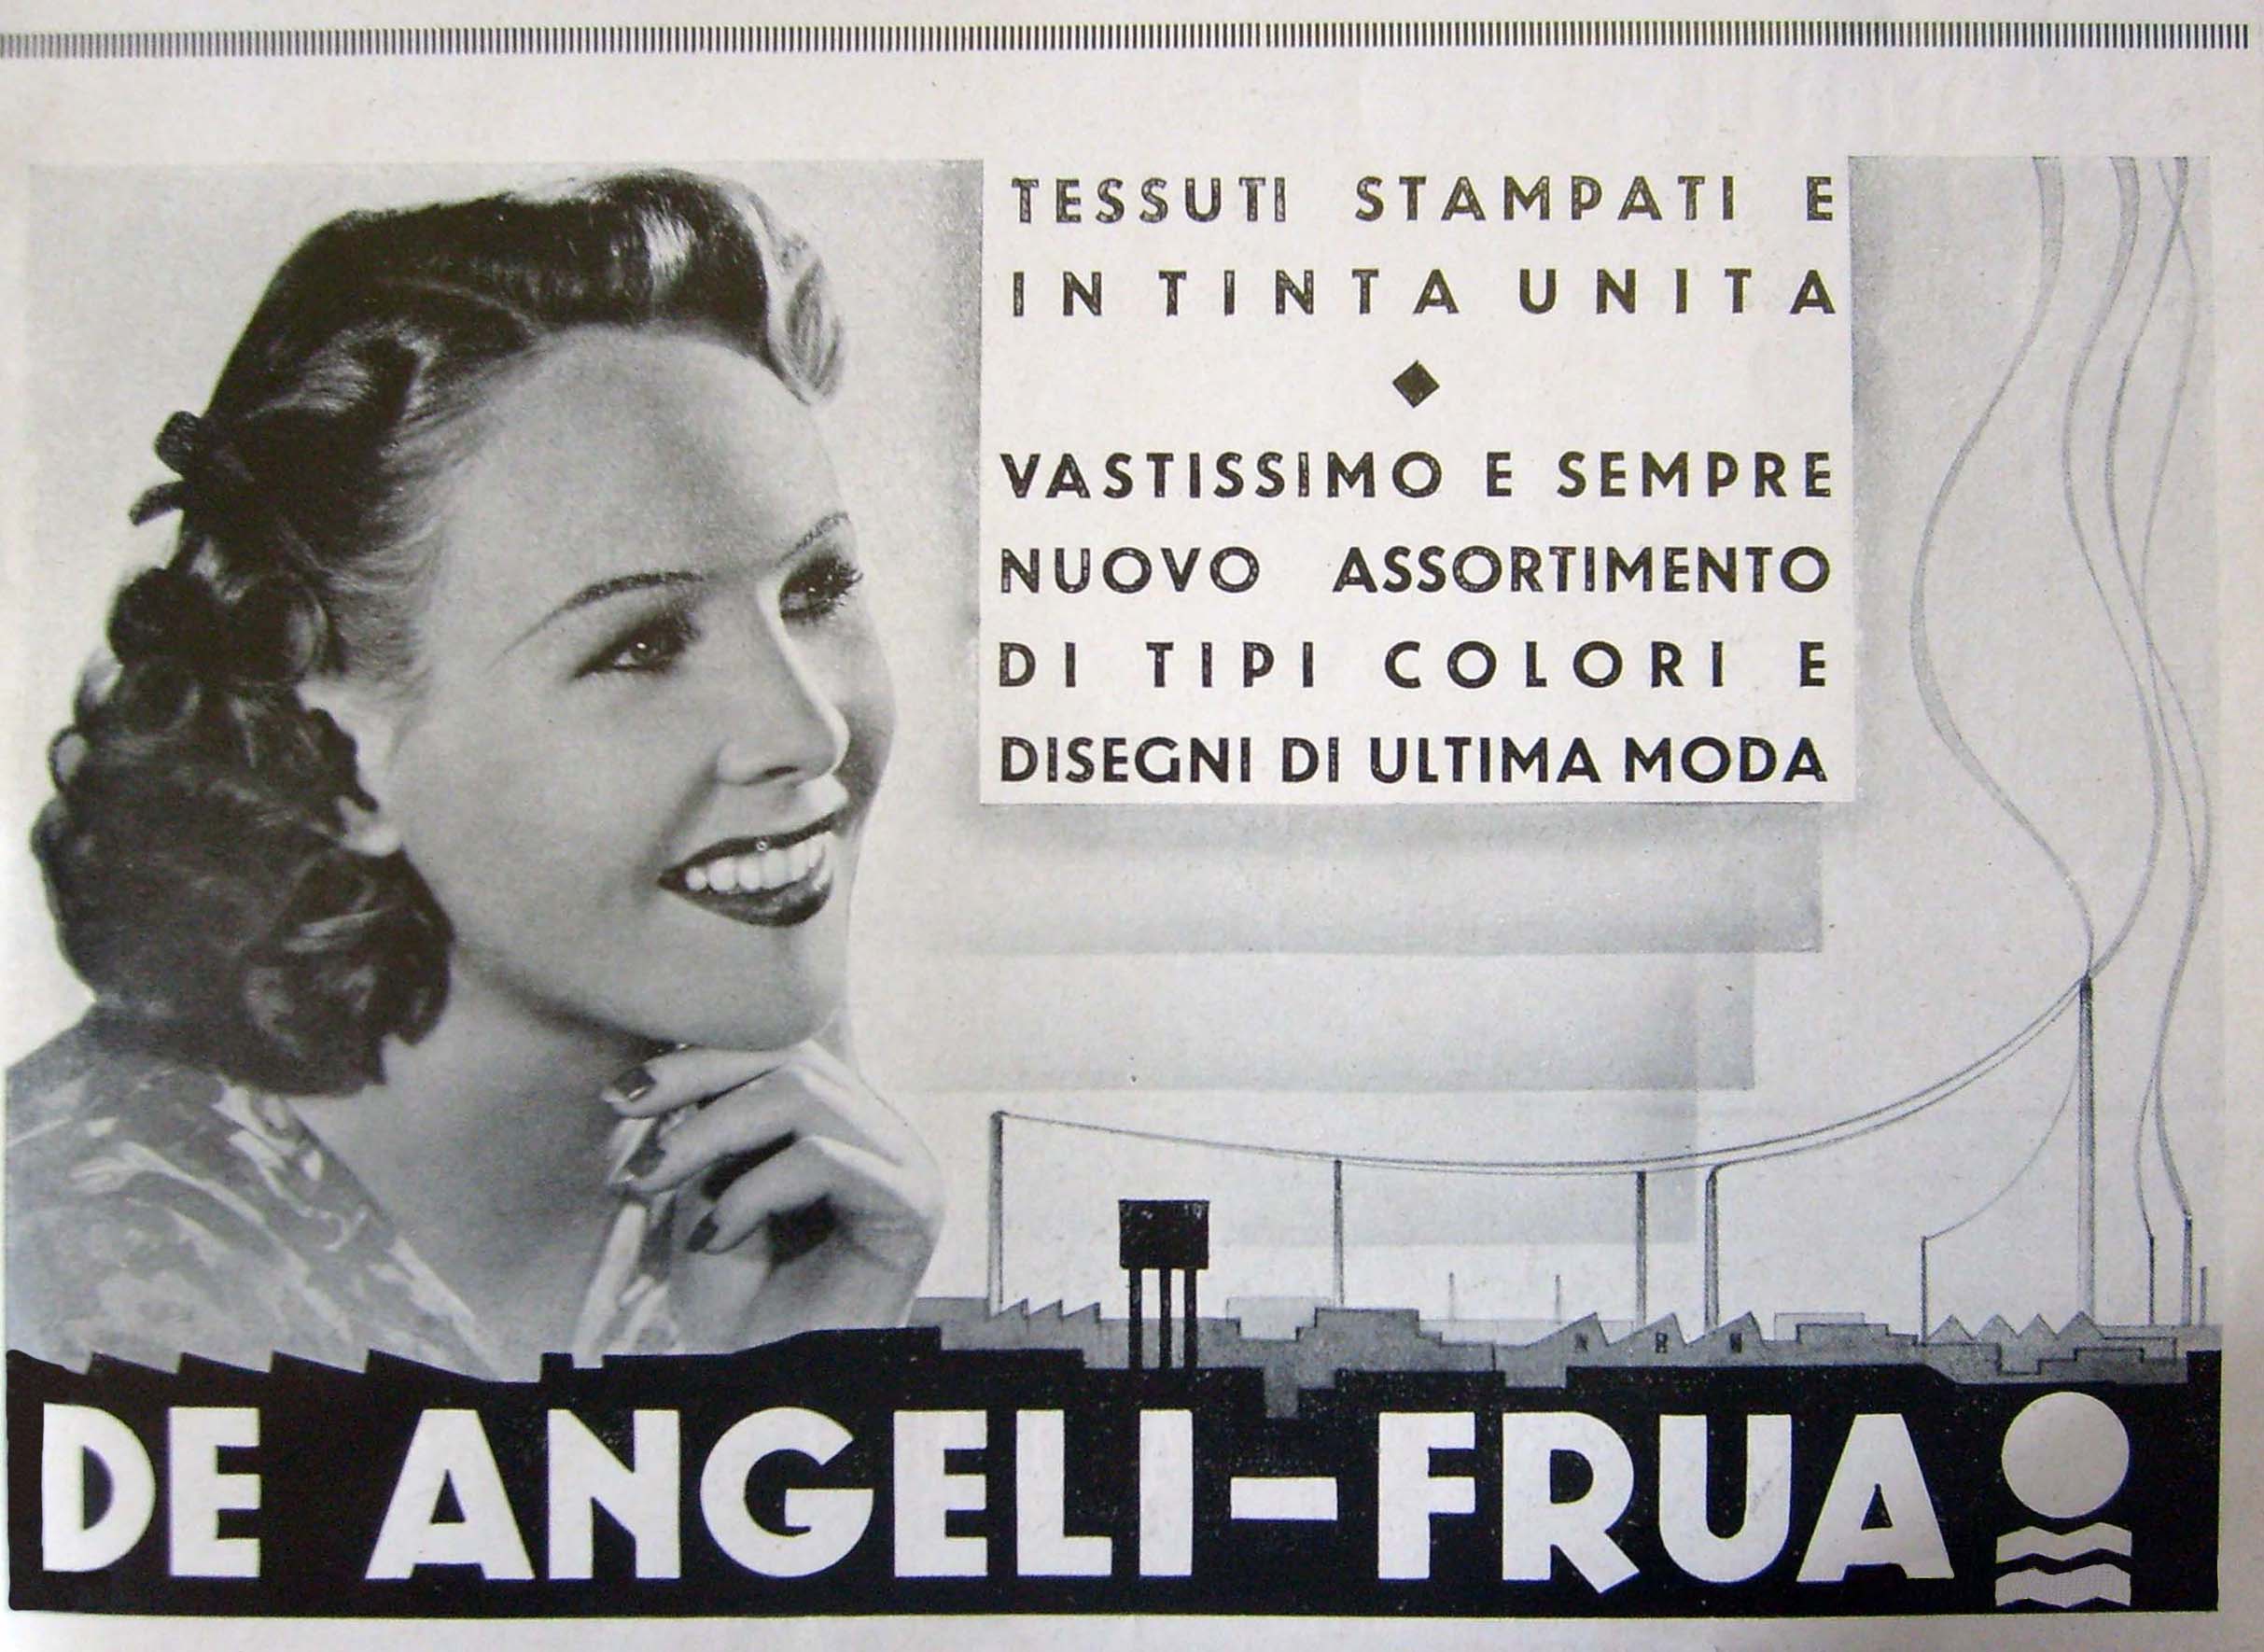 TESSUTI STAMPATI E
IN TINTA UNITA
VASTISSIMO E SEMPRE
NUOVO ASSORTIMENTO
DI TIPI COLORI E
DISEGNI DI ULTIMA MODA
DE ANGELI-FRUA